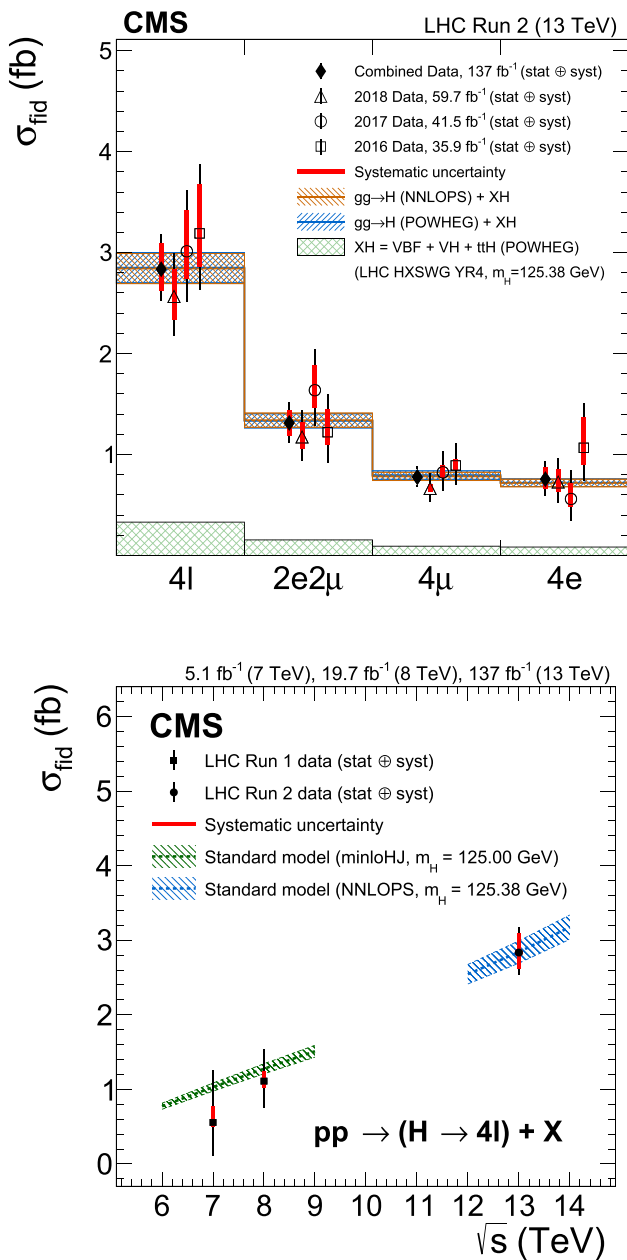 CMS LHC Run 2 (13 TeV)
σfid (fb)
5
4
3
2
1
Combined Data, 137 fb⁻¹ (stat ⊕ syst)
2018 Data, 59.7 fb⁻¹ (stat ⊕ syst)
2017 Data, 41.5 fb⁻¹ (stat ⊕ syst)
2016 Data, 35.9 fb⁻¹ (stat ⊕ syst)
Systematic uncertainty
gg→H (NNLOPS) + XH
gg→H (POWHEG) + XH
XH = VBF + VH + ttH (POWHEG)
(LHC HXSWG YR4, mH=125.38 GeV)
4l 2e2μ 4μ 4e
5.1 fb⁻¹ (7 TeV), 19.7 fb⁻¹ (8 TeV), 137 fb⁻¹ (13 TeV)
σfid (fb)
6
5
4
3
2
1
0
CMS
LHC Run 1 data (stat ⊕ syst)
LHC Run 2 data (stat ⊕ syst)
Systematic uncertainty
Standard model (minloHJ, mH = 125.00 GeV)
Standard model (NNLOPS, mH = 125.38 GeV)
pp → (H → 4l) + X
6 7 8 9 10 11 12 13 14
√s (TeV)